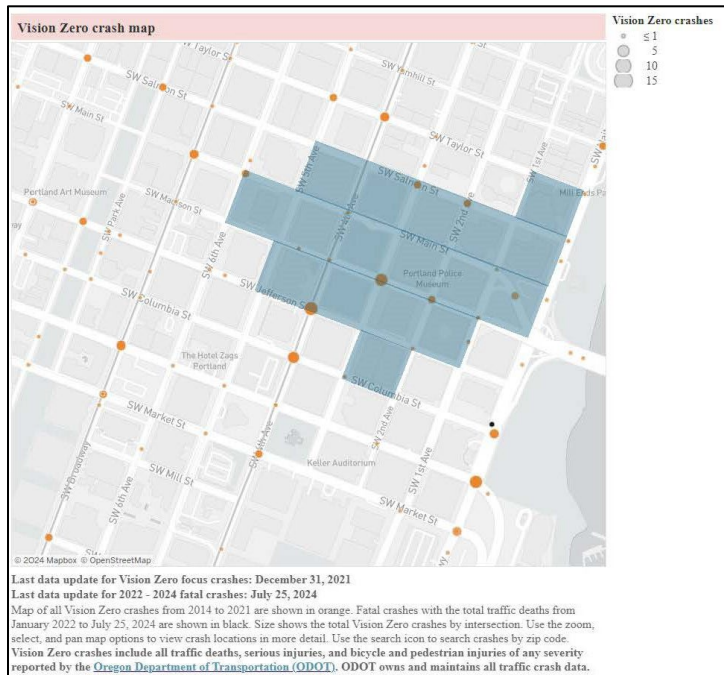 Vision Zero crash map
Vision Zero crashes
≤ 1
5
10
15
SW Taylor St
SW Salmon St
SW Yamhill St
SW Main St
SW Taylor St
SW 1st Ave
Mill Ends Pa
SW 5th Ave
SW Salmon St
Portland Art Museum
SW Park Ave
SW Madison St
SW 4th Ave
SW 2nd Ave
SW Main St
SW 6th Ave
Portland Police
Museum
SW Jefferson St
SW Columbia St
The Hotel Zags
Portland
SW Columbia St
SW Market St
SW 2nd Ave
SW 1st Ave
SW Broadway
SW 6th Ave
SW Mill St
SW 4th Ave
Keller Auditorium
SW Market St
© 2024 Mapbox © OpenStreetMap
Last data update for Vision Zero focus crashes: December 31, 2021
Last data update for 2022 - 2024 fatal crashes: July 25, 2024
Map of all Vision Zero crashes from 2014 to 2021 are shown in orange. Fatal crashes with the total traffic deaths from
January 2022 to July 25, 2024 are shown in black. Size shows the total Vision Zero crashes by intersection. Use the zoom,
select, and pan map options to view crash locations in more detail. Use the search icon to search crashes by zip code.
Vision Zero crashes include all traffic deaths, serious injuries, and bicycle and pedestrian injuries of any severity
reported by the Oregon Department of Transportation (ODOT). ODOT owns and maintains all traffic crash data.